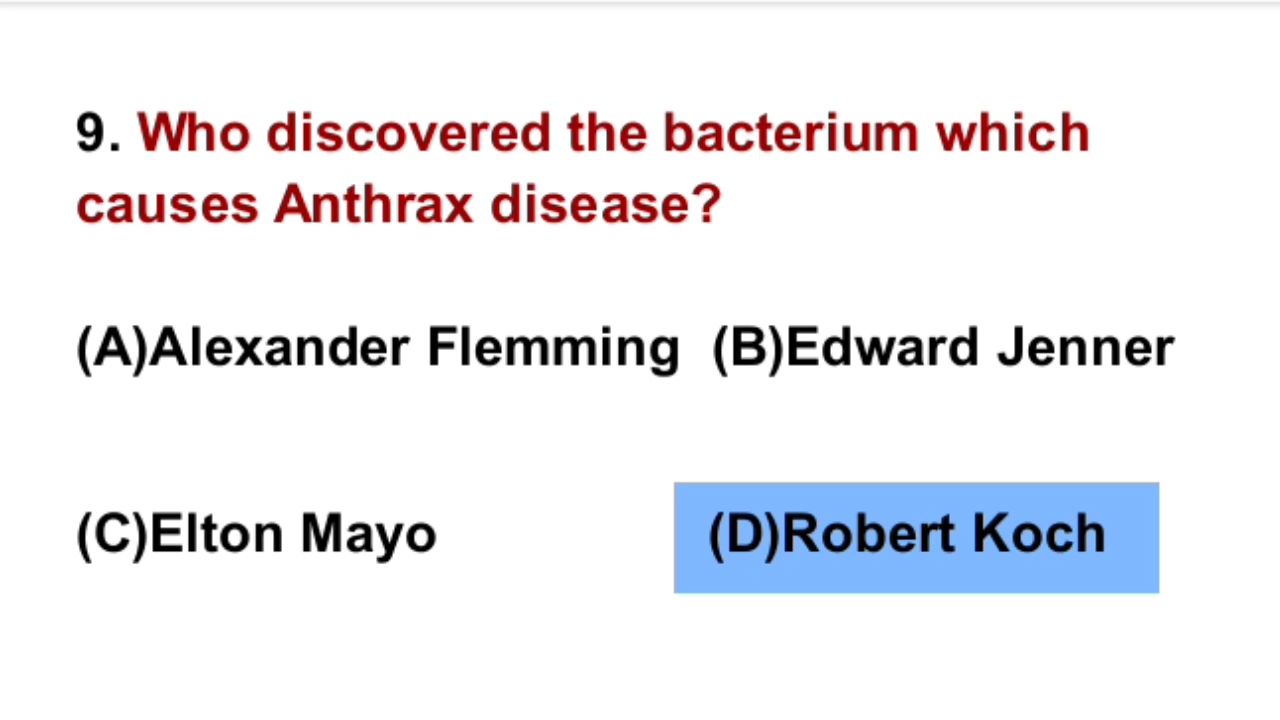 9. Who discovered the bacterium which
causes Anthrax disease?
(A)Alexander Flemming (B)Edward Jenner
(C)Elton Mayo (D)Robert Koch